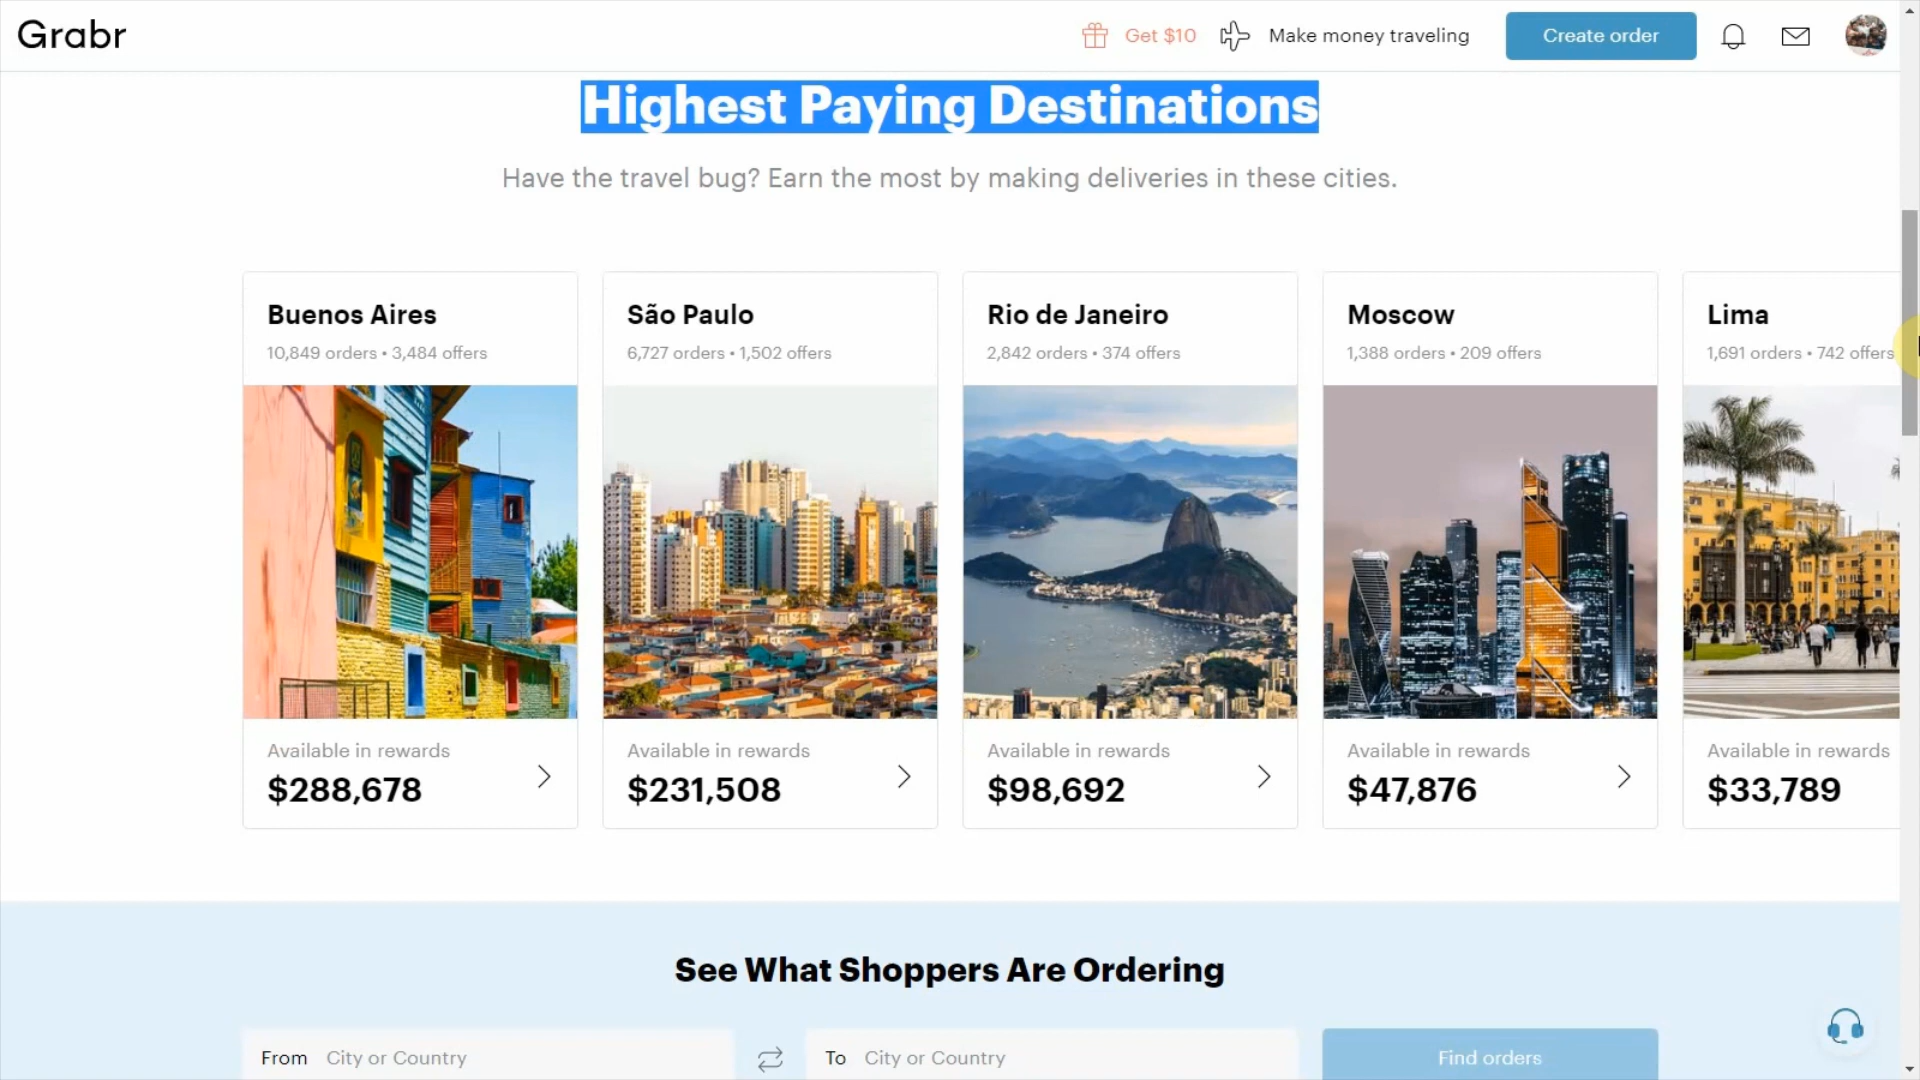 Grabr
Get $10
Make money traveling
Create order
Highest Paying Destinations
Have the travel bug? Earn the most by making deliveries in these cities.
Buenos Aires
10,849 orders • 3,484 offers
Available in rewards
$288,678
São Paulo
6,727 orders • 1,502 offers
Available in rewards
$231,508
Rio de Janeiro
2,842 orders • 374 offers
Available in rewards
$98,692
Moscow
1,388 orders • 209 offers
Available in rewards
$47,876
Lima
1,691 orders • 742 offers
Available in rewards
$33,789
See What Shoppers Are Ordering
From City or Country
To City or Country
Find orders